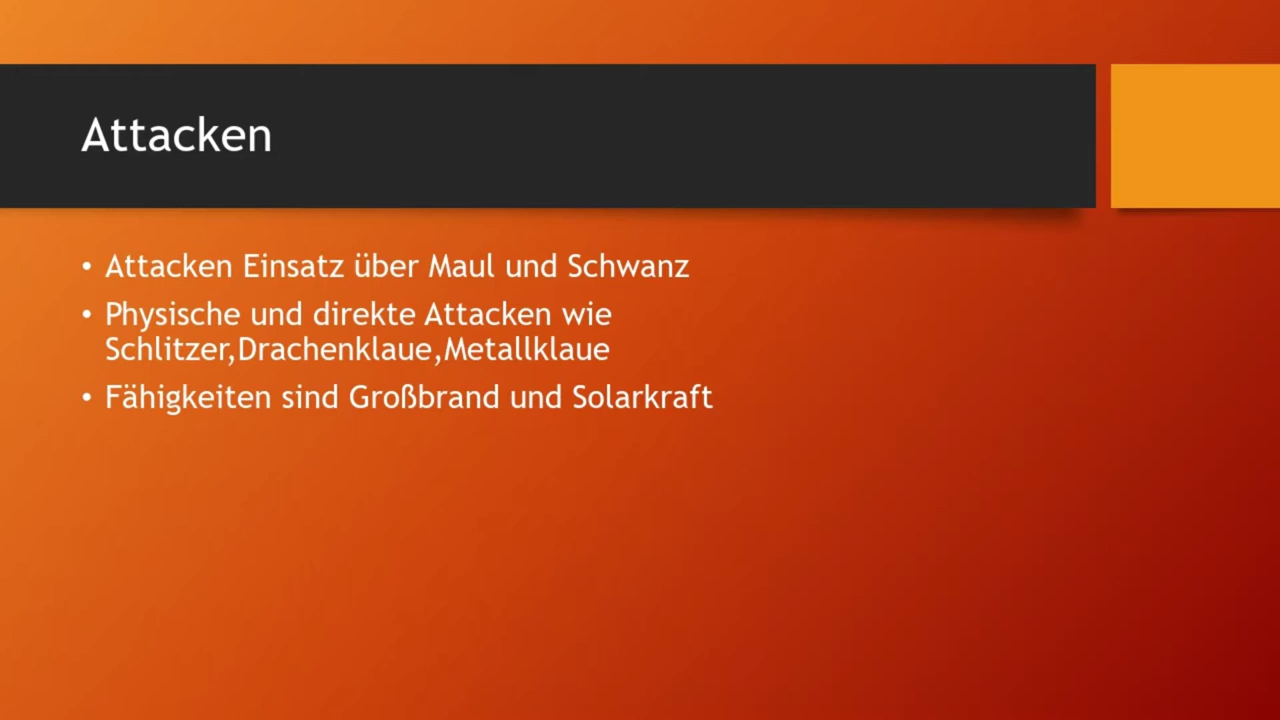 Attacken
• Attacken Einsatz über Maul und Schwanz
• Physische und direkte Attacken wie
Schlitzer,Drachenklaue,Metallklaue
• Fähigkeiten sind Großbrand und Solarkraft